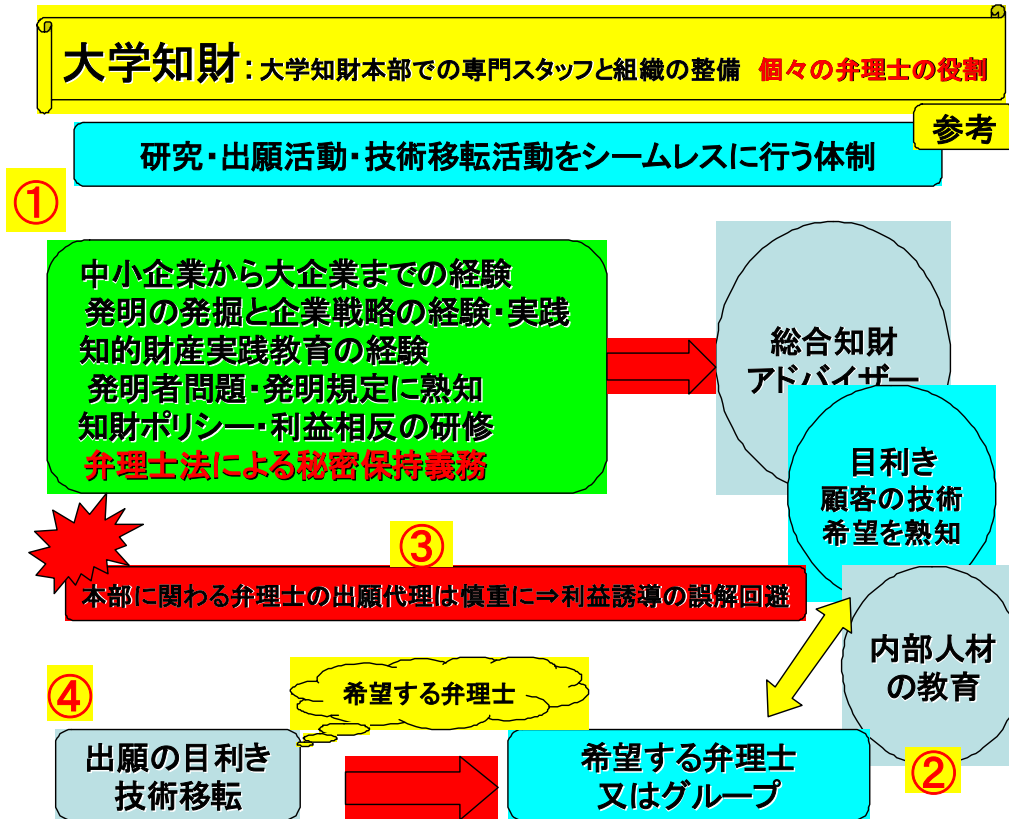 大学知財：大学知財本部での専門スタッフと組織の整備 個々の弁理士の役割
参考
研究・出願活動・技術移転活動をシームレスに行う体制
①
中小企業から大企業までの経験
発明の発掘と企業戦略の経験・実践
知的財産実践教育の経験
発明者問題・発明規定に熟知
知財ポリシー・利益相反の研修
弁理士法による秘密保持義務
総合知財
アドバイザー
目利き
顧客の技術
希望を熟知
③
本部に関わる弁理士の出願代理は慎重に⇒利益誘導の誤解回避
内部人材
の教育
②
④
希望する弁理士
出願の目利き
技術移転
希望する弁理士
又はグループ